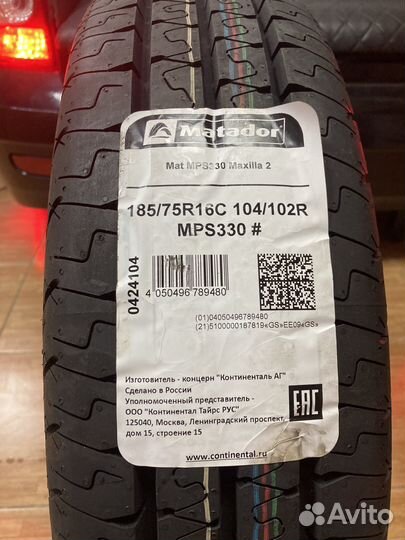 Matador
Mat MPS330 Maxilla 2
185/75R16C 104/102R
MPS330 #
0424104
4 050496 789480
(01)04050496789480
(21)5100000187819<GS>EE09<GS>
Изготовитель - концерн "Континенталь АГ"
Сделано в России
Уполномоченный представитель -
ООО "Континентал Тайрс РУС"
125040, Москва, Ленинградский проспект,
дом 15, строение 15
EAC
www.continental.ru
Avito